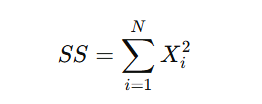 SS = \sum_{i=1}^{N} X_i^2